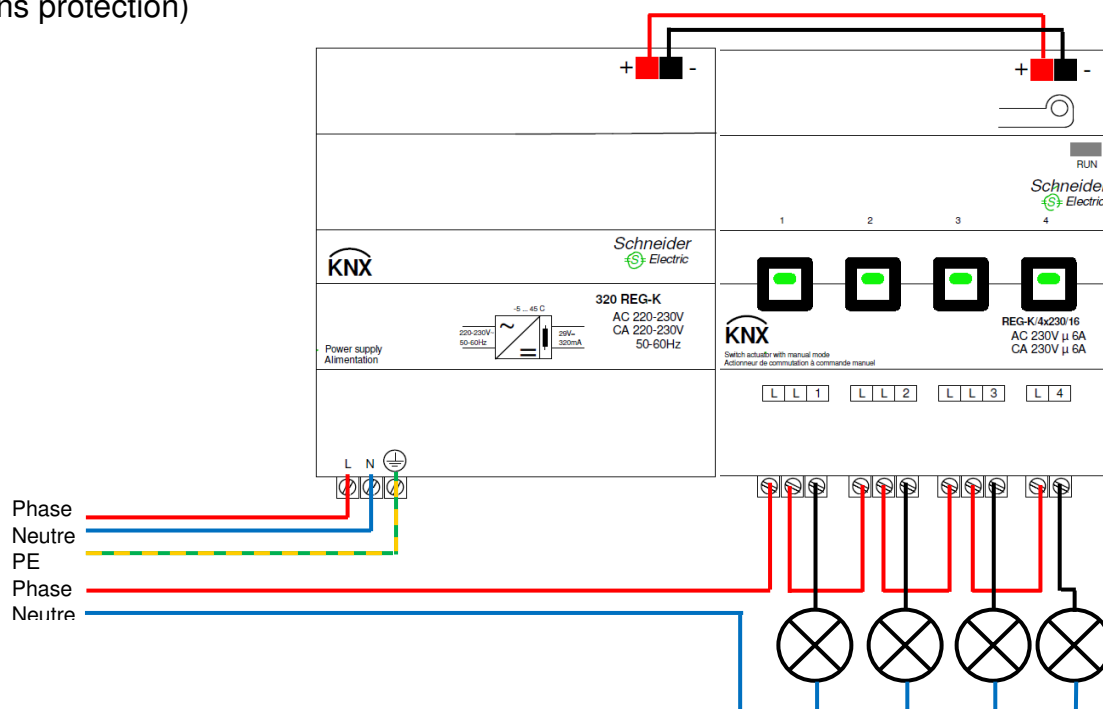 ns protection)
+ -
+ -
RUN
Schneider
Electric
1 2 3 4
KNX
Schneider
Electric
320 REG-K
AC 220-230V
CA 220-230V
50-60Hz
-5 ... 45 C
220-230V~
50-60Hz
29V=
320mA
Power supply
Alimentation
KNX
REG-K/4x230/16
AC 230V µ 6A
CA 230V µ 6A
Switch actuatbr with manual mode
Actionneur de commutation à commande manuel
L L 1 L L 2 L L 3 L 4
L N
Phase
Neutre
PE
Phase
Neutre